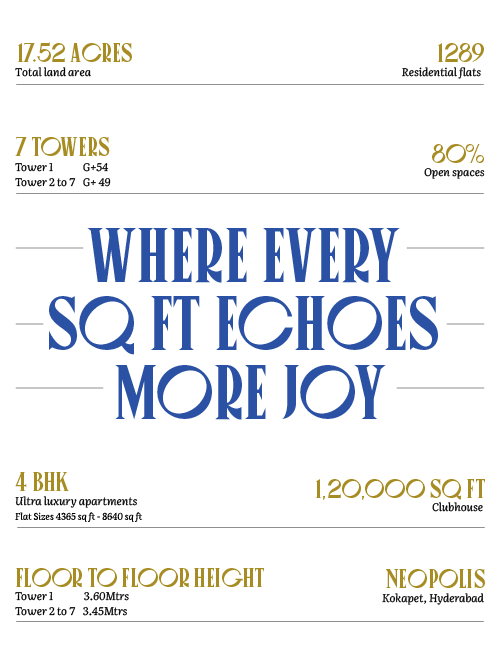 17.52 ACRES
Total land area
1289
Residential flats
7 TOWERS
Tower 1 G+54
Tower 2 to 7 G+ 49
80%
Open spaces
WHERE EVERY
SQ FT ECHOES
MORE JOY
4 BHK
Ultra luxury apartments
Flat Sizes 4365 sq ft - 8640 sq ft
1,20,000 SQ FT
Clubhouse
FLOOR TO FLOOR HEIGHT
Tower 1 3.60Mtrs
Tower 2 to 7 3.45Mtrs
NEOPOLIS
Kokapet, Hyderabad